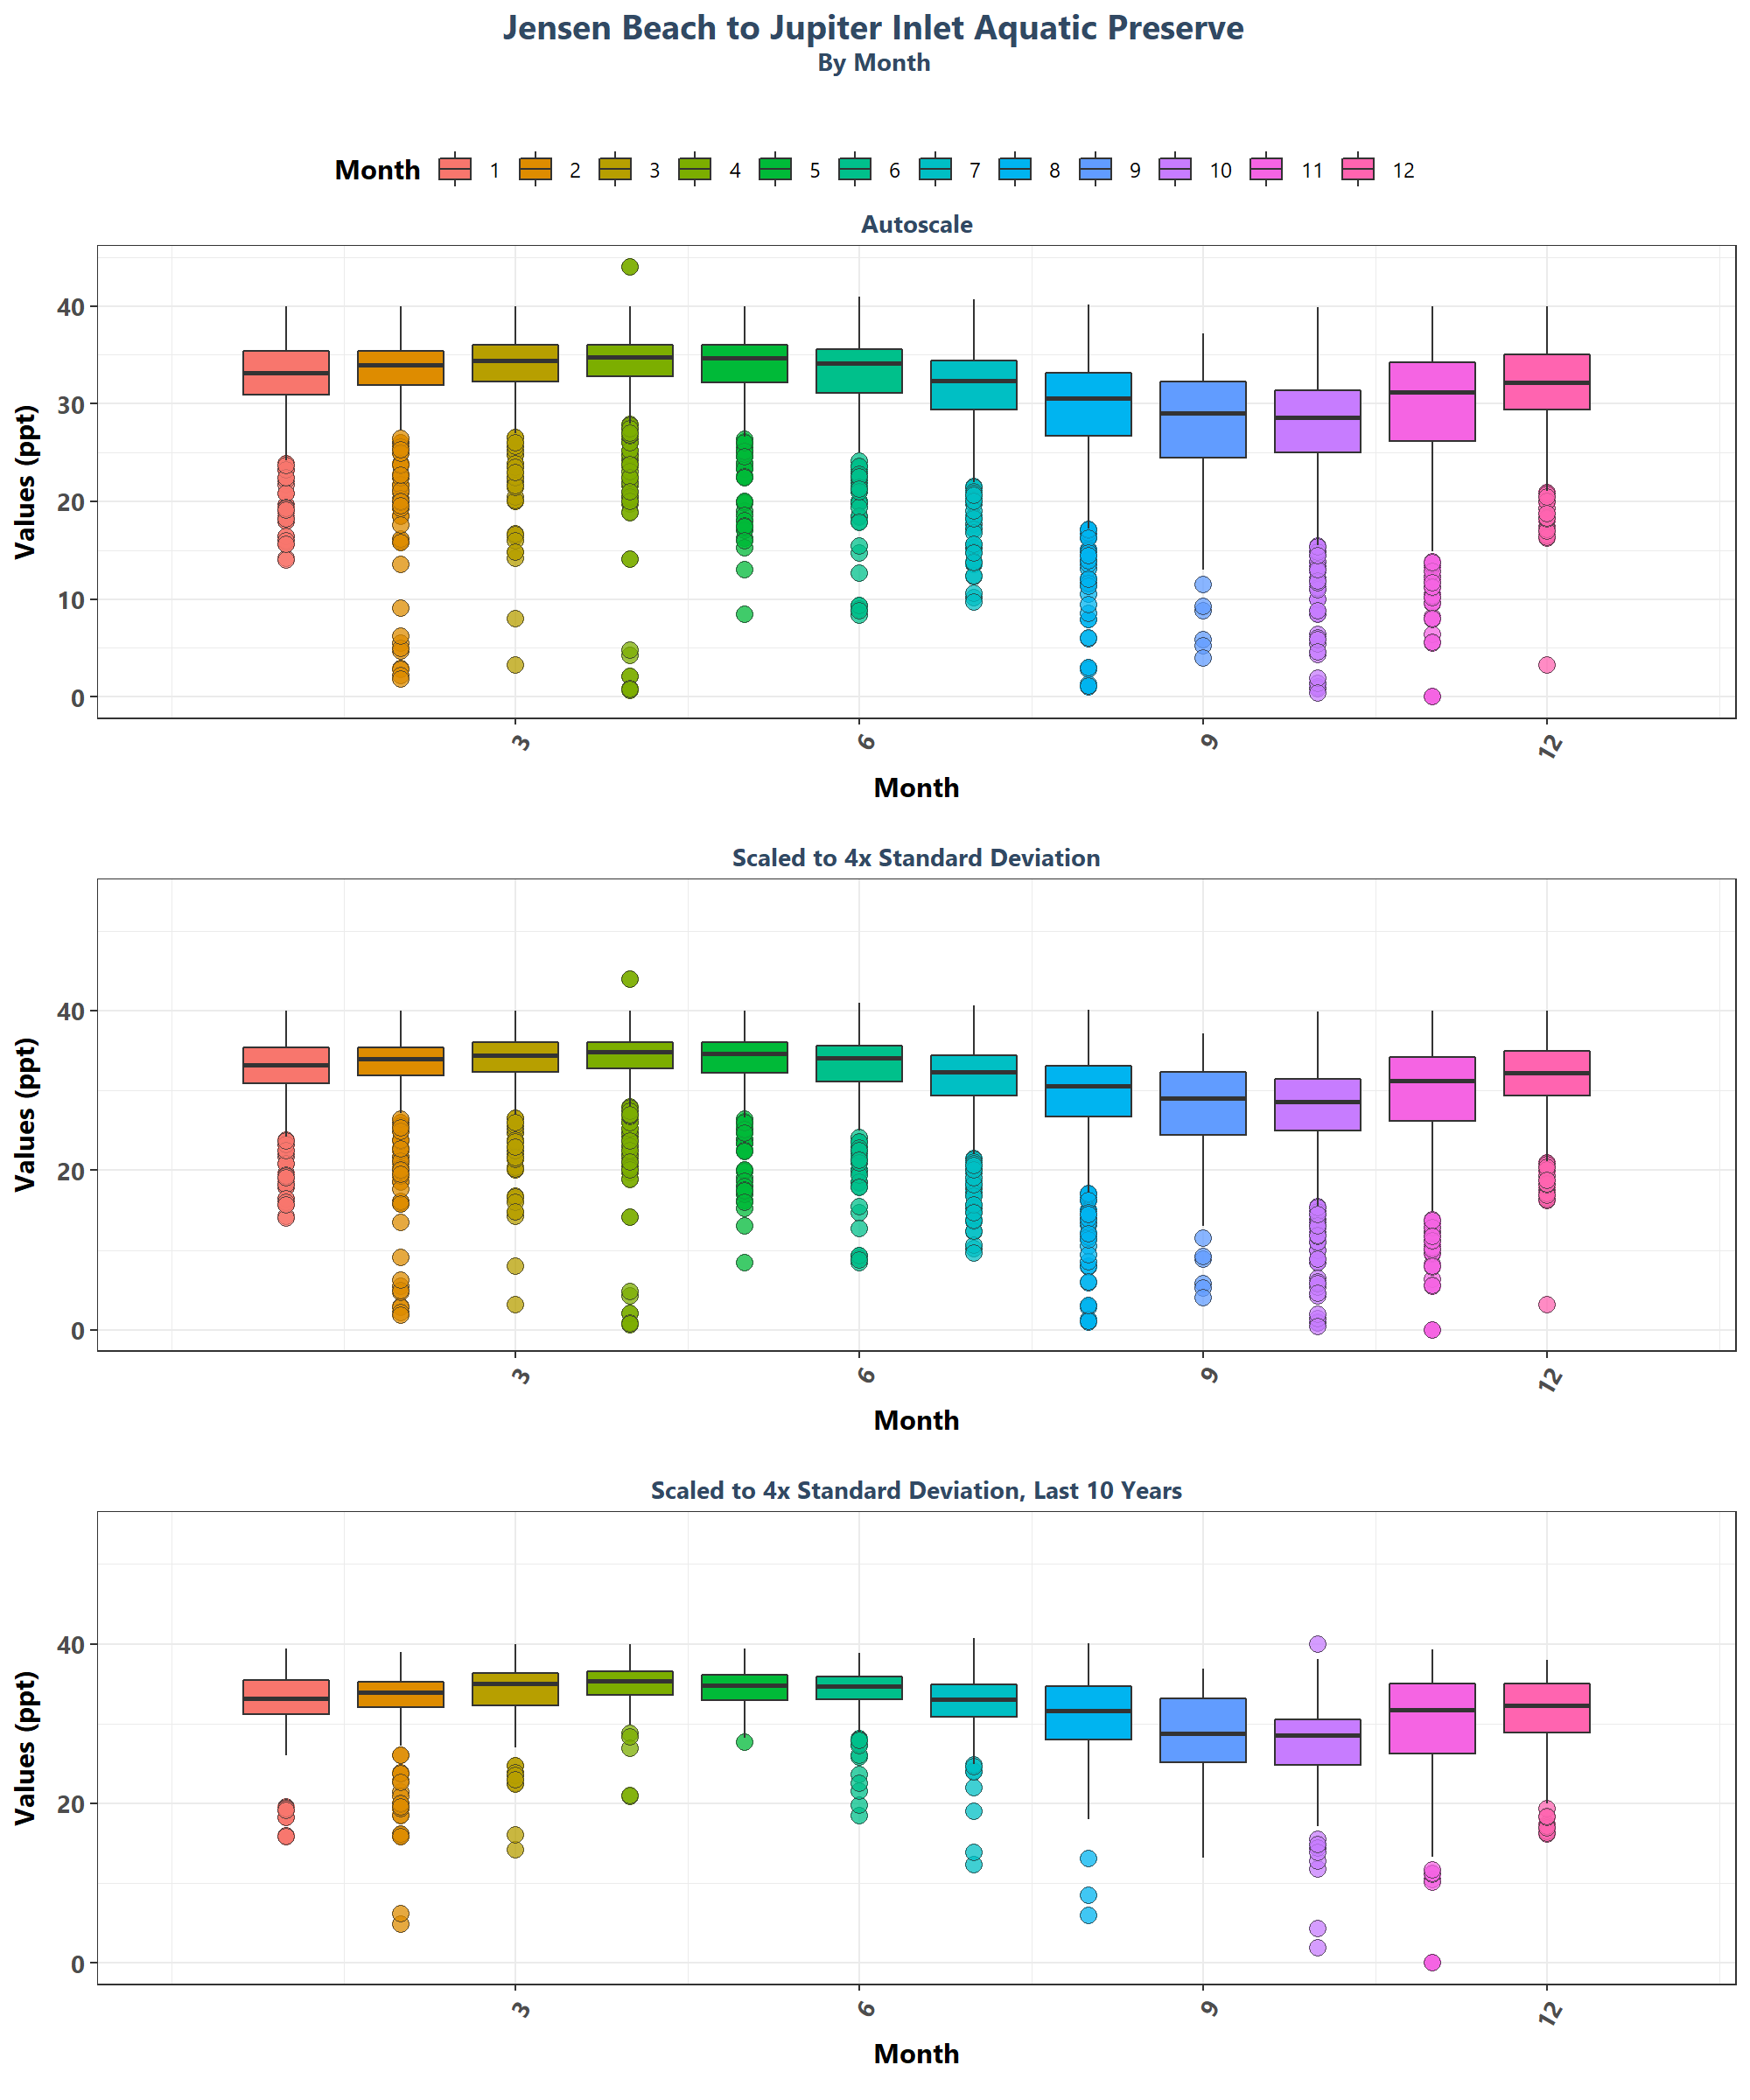 Jensen Beach to Jupiter Inlet Aquatic Preserve
By Month
Month 1 2 3 4 5 6 7 8 9 10 11 12
Autoscale
Values (ppt)
40
30
20
10
0
3 6 9 12
Month
Scaled to 4x Standard Deviation
Values (ppt)
40
20
0
3 6 9 12
Month
Scaled to 4x Standard Deviation, Last 10 Years
Values (ppt)
40
20
0
3 6 9 12
Month